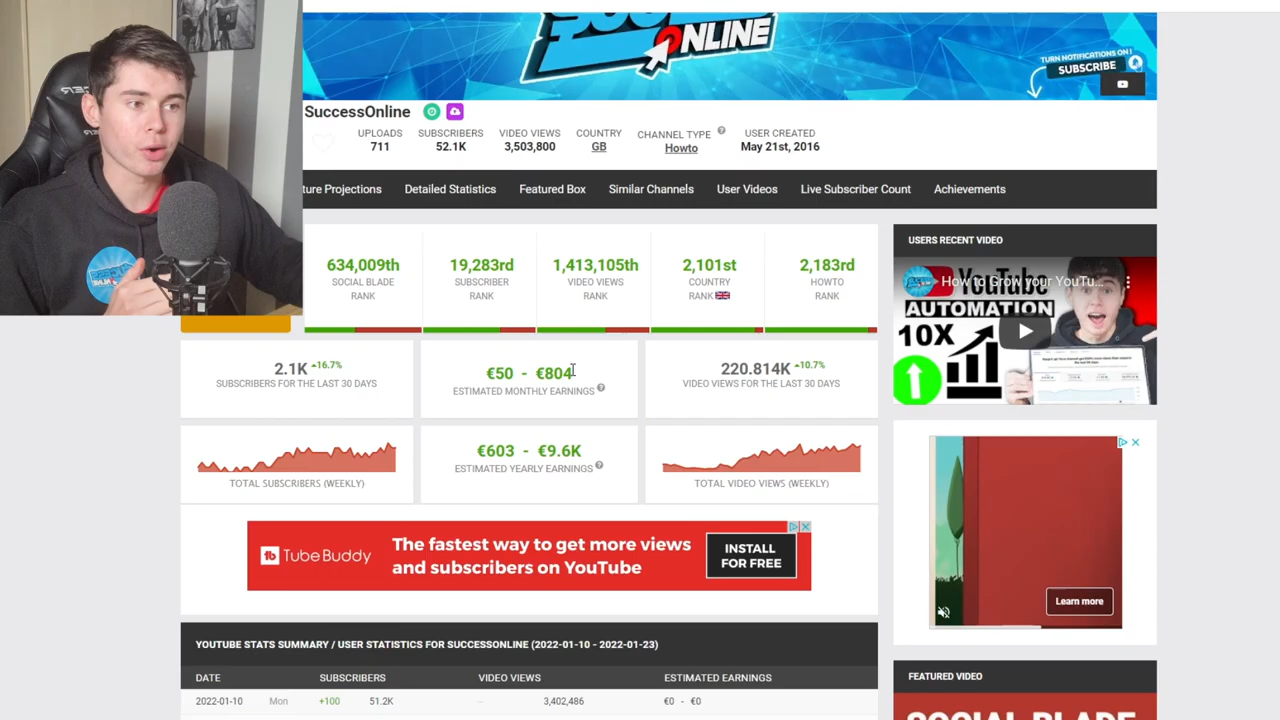 ONLINE
TURN NOTIFICATIONS ON!
SUBSCRIBE
SuccessOnline
UPLOADS
711
SUBSCRIBERS
52.1K
VIDEO VIEWS
3,503,800
COUNTRY
GB
CHANNEL TYPE
Howto
USER CREATED
May 21st, 2016
ture Projections
Detailed Statistics
Featured Box
Similar Channels
User Videos
Live Subscriber Count
Achievements
634,009th
SOCIAL BLADE
RANK
19,283rd
SUBSCRIBER
RANK
1,413,105th
VIDEO VIEWS
RANK
2,101st
COUNTRY
RANK
2,183rd
HOWTO
RANK
USERS RECENT VIDEO
How to Grow your YouTu...
YouTube
AUTOMATION
10X
2.1K +16.7%
SUBSCRIBERS FOR THE LAST 30 DAYS
€50 - €804
ESTIMATED MONTHLY EARNINGS
220.814K +10.7%
VIDEO VIEWS FOR THE LAST 30 DAYS
TOTAL SUBSCRIBERS (WEEKLY)
€603 - €9.6K
ESTIMATED YEARLY EARNINGS
TOTAL VIDEO VIEWS (WEEKLY)
tb TubeBuddy
The fastest way to get more views
and subscribers on YouTube
INSTALL
FOR FREE
Learn more
YOUTUBE STATS SUMMARY / USER STATISTICS FOR SUCCESSONLINE (2022-01-10 - 2022-01-23)
DATE SUBSCRIBERS VIDEO VIEWS ESTIMATED EARNINGS
2022-01-10 Mon +100 51.2K -- 3,402,486 €0 - €0
FEATURED VIDEO
SOCIAL BLADE